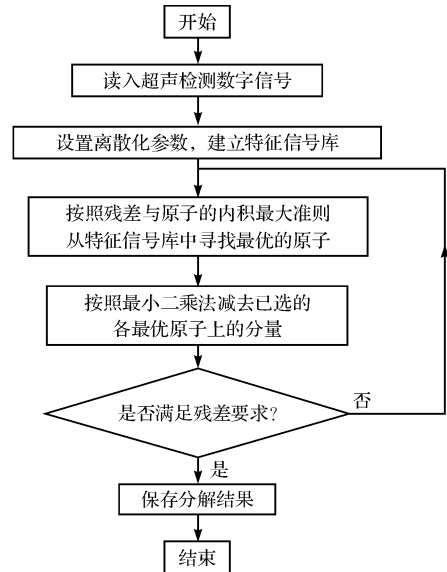 开始
读入超声检测数字信号
设置离散化参数，建立特征信号库
按照残差与原子的内积最大准则
从特征信号库中寻找最优的原子
按照最小二乘法减去已选的
各最优原子上的分量
是否满足残差要求？
否
是
保存分解结果
结束